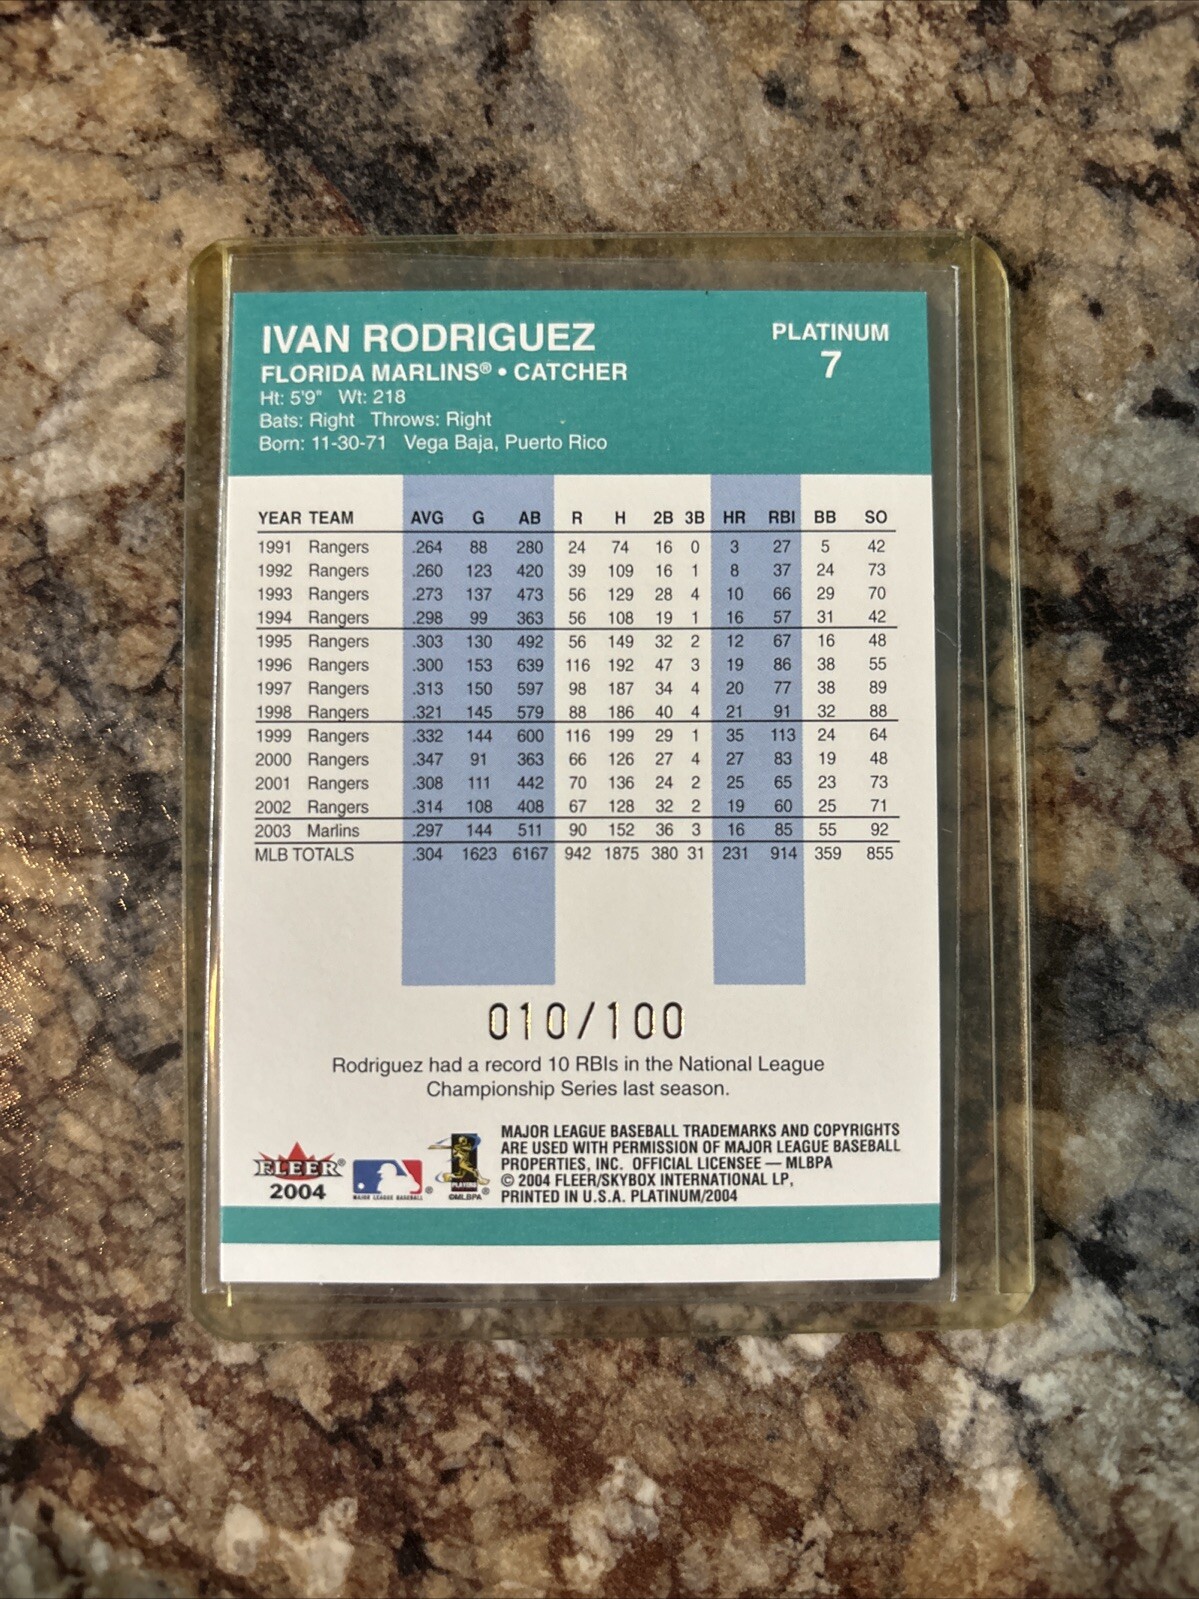 IVAN RODRIGUEZ
PLATINUM
7
FLORIDA MARLINS® • CATCHER
Ht: 5'9" Wt: 218
Bats: Right Throws: Right
Born: 11-30-71 Vega Baja, Puerto Rico
YEAR TEAM AVG G AB R H 2B 3B HR RBI BB SO
1991 Rangers .264 88 280 24 74 16 0 3 27 5 42
1992 Rangers .260 123 420 39 109 16 1 8 37 24 73
1993 Rangers .273 137 473 56 129 28 4 10 66 29 70
1994 Rangers .298 99 363 56 108 19 1 16 57 31 42
1995 Rangers .303 130 492 56 149 32 2 12 67 16 48
1996 Rangers .300 153 639 116 192 47 3 19 86 38 55
1997 Rangers .313 150 597 98 187 34 4 20 77 38 89
1998 Rangers .321 145 579 88 186 40 4 21 91 32 88
1999 Rangers .332 144 600 116 199 29 1 35 113 24 64
2000 Rangers .347 91 363 66 126 27 4 27 83 19 48
2001 Rangers .308 111 442 70 136 24 2 25 65 23 73
2002 Rangers .314 108 408 67 128 32 2 19 60 25 71
2003 Marlins .297 144 511 90 152 36 3 16 85 55 92
MLB TOTALS .304 1623 6167 942 1875 380 31 231 914 359 855
010/100
Rodriguez had a record 10 RBIs in the National League
Championship Series last season.
FLEER®
2004
MAJOR LEAGUE BASEBALL®
PLAYERS
©MLBPA®
MAJOR LEAGUE BASEBALL TRADEMARKS AND COPYRIGHTS
ARE USED WITH PERMISSION OF MAJOR LEAGUE BASEBALL
PROPERTIES, INC. OFFICIAL LICENSEE — MLBPA
© 2004 FLEER/SKYBOX INTERNATIONAL LP,
PRINTED IN U.S.A. PLATINUM/2004